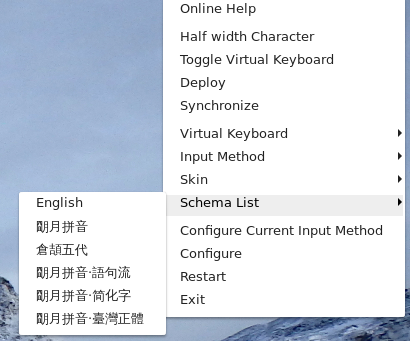 Online Help
Half width Character
Toggle Virtual Keyboard
Deploy
Synchronize
Virtual Keyboard
Input Method
Skin
Schema List
Configure Current Input Method
Configure
Restart
Exit
English
朙月拼音
倉頡五代
朙月拼音·語句流
朙月拼音·简化字
朙月拼音·臺灣正體